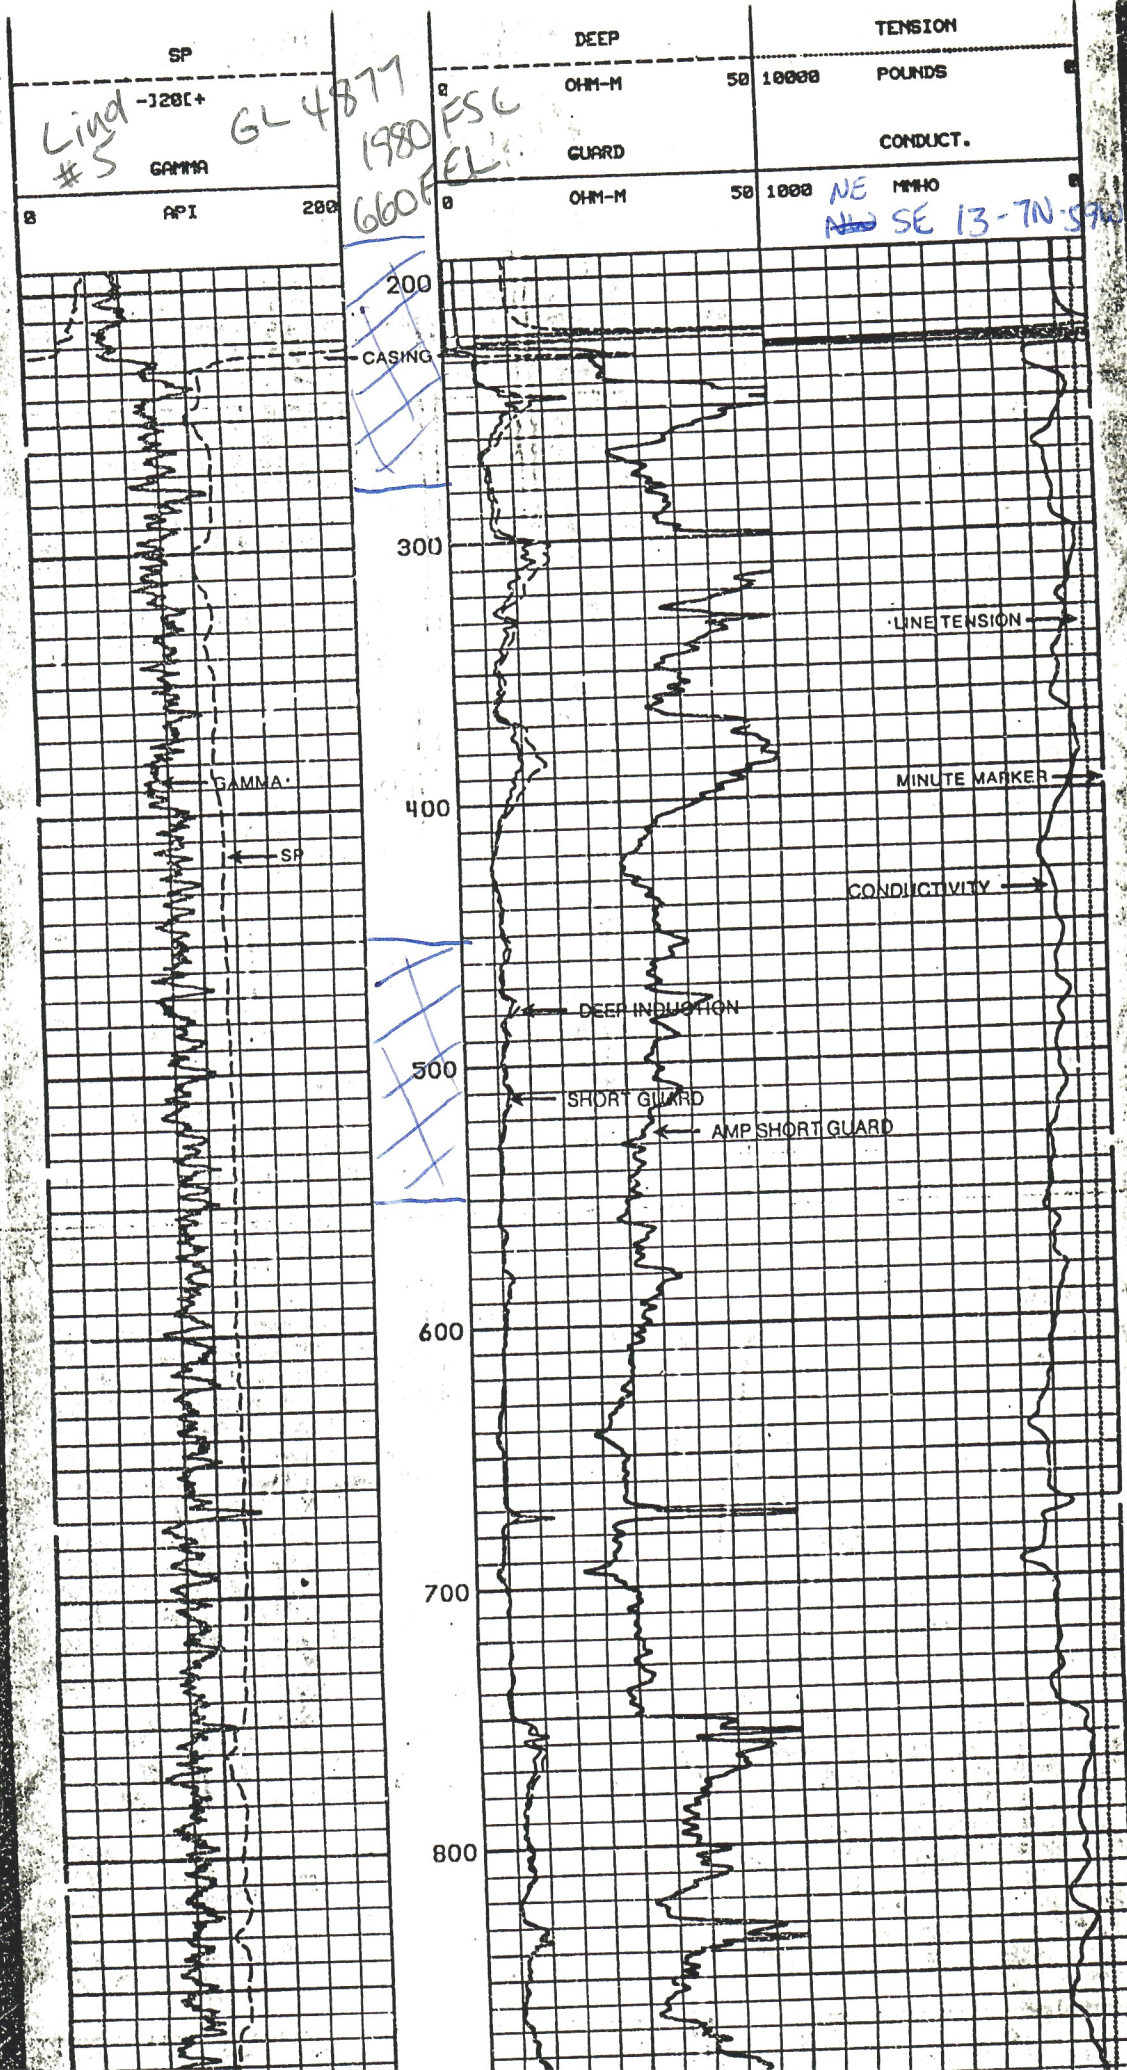 SP
DEEP
TENSION
-]20[+
0 OHM-M 50
10000 POUNDS 0
Lind
#5
GL 4877
1980 FSL
660 FEL
GAMMA
GUARD
CONDUCT.
0 API 200
0 OHM-M 50
1000 MMHO 0
NE
NW SE 13-7N-59W
200
CASING
300
LINE TENSION
GAMMA
MINUTE MARKER
400
SP
CONDUCTIVITY
DEEP INDUCTION
500
SHORT GUARD
AMP SHORT GUARD
600
700
800